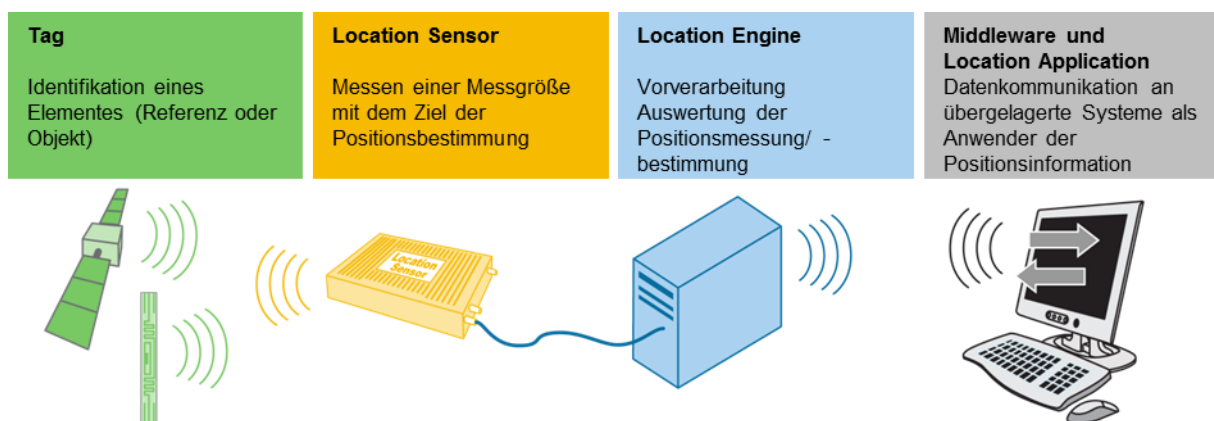 Tag
Identifikation eines
Elementes (Referenz oder
Objekt)
Location Sensor
Messen einer Messgröße
mit dem Ziel der
Positionsbestimmung
Location Engine
Vorverarbeitung
Auswertung der
Positionsmessung/ -
bestimmung
Middleware und
Location Application
Datenkommunikation an
übergelagerte Systeme als
Anwender der
Positionsinformation
Location
Sensor